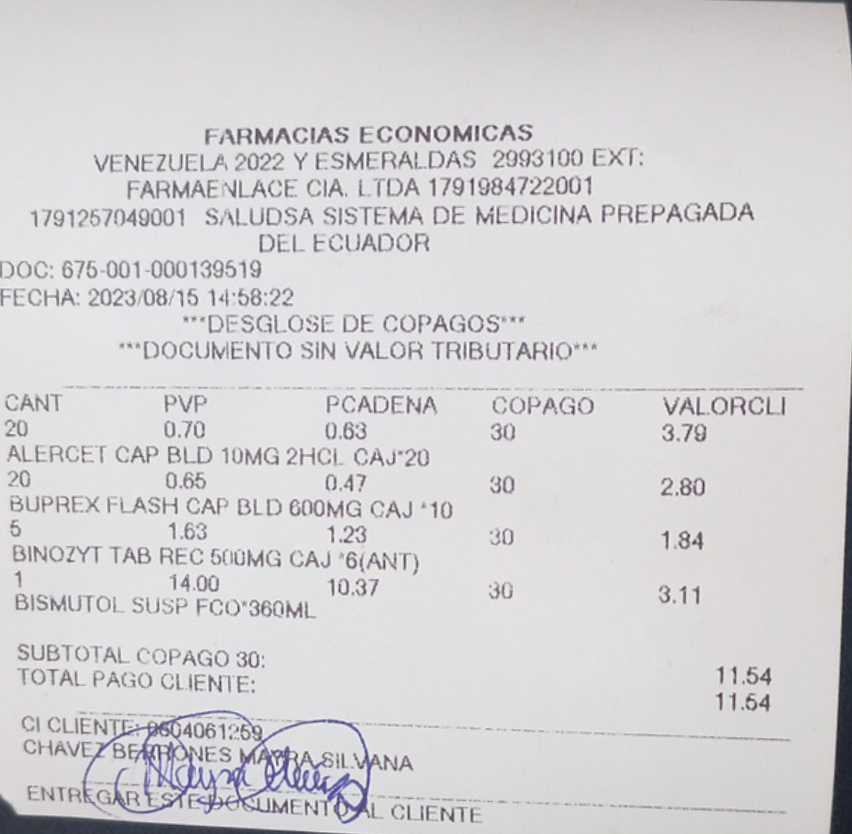 FARMACIAS ECONOMICAS
VENEZUELA 2022 Y ESMERALDAS 2993100 EXT:
FARMAENLACE CIA. LTDA 1791984722001
1791257049001 SALUDSA SISTEMA DE MEDICINA PREPAGADA
DEL ECUADOR
DOC: 675-001-000139519
FECHA: 2023/08/15 14:58:22
***DESGLOSE DE COPAGOS***
***DOCUMENTO SIN VALOR TRIBUTARIO***
CANT PVP PCADENA COPAGO VALORCLI
20 0.70 0.63 30 3.79
ALERCET CAP BLD 10MG 2HCL CAJ*20
20 0.65 0.47 30 2.80
BUPREX FLASH CAP BLD 600MG CAJ *10
5 1.63 1.23 30 1.84
BINOZYT TAB REC 500MG CAJ *6(ANT)
1 14.00 10.37 30 3.11
BISMUTOL SUSP FCO*360ML
SUBTOTAL COPAGO 30: 11.54
TOTAL PAGO CLIENTE: 11.54
CI CLIENTE: 0604061259
CHAVEZ BERRONES MAYRA SILVANA
ENTREGAR ESTE DOCUMENTO AL CLIENTE